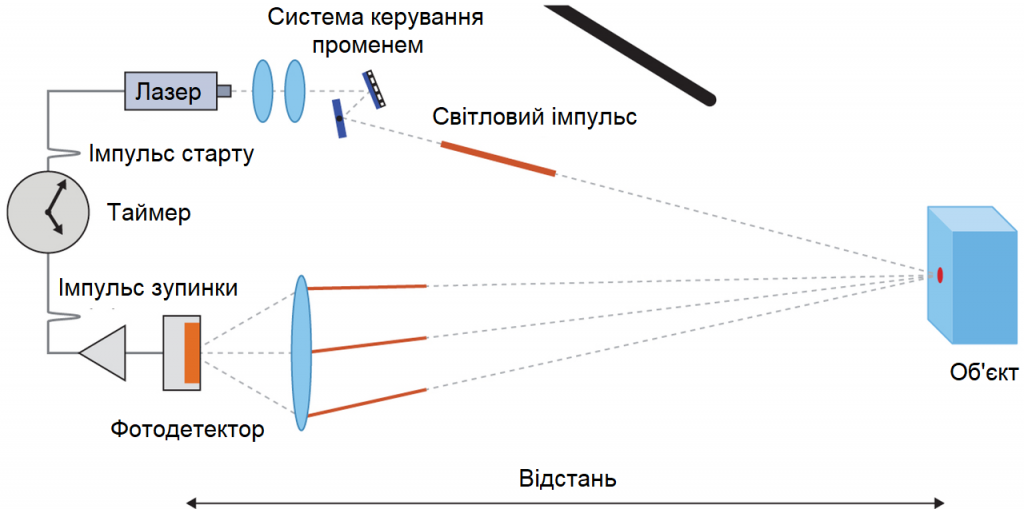 Система керування
променем
Лазер
Світловий імпульс
Імпульс старту
Таймер
Імпульс зупинки
Об'єкт
Фотодетектор
Відстань